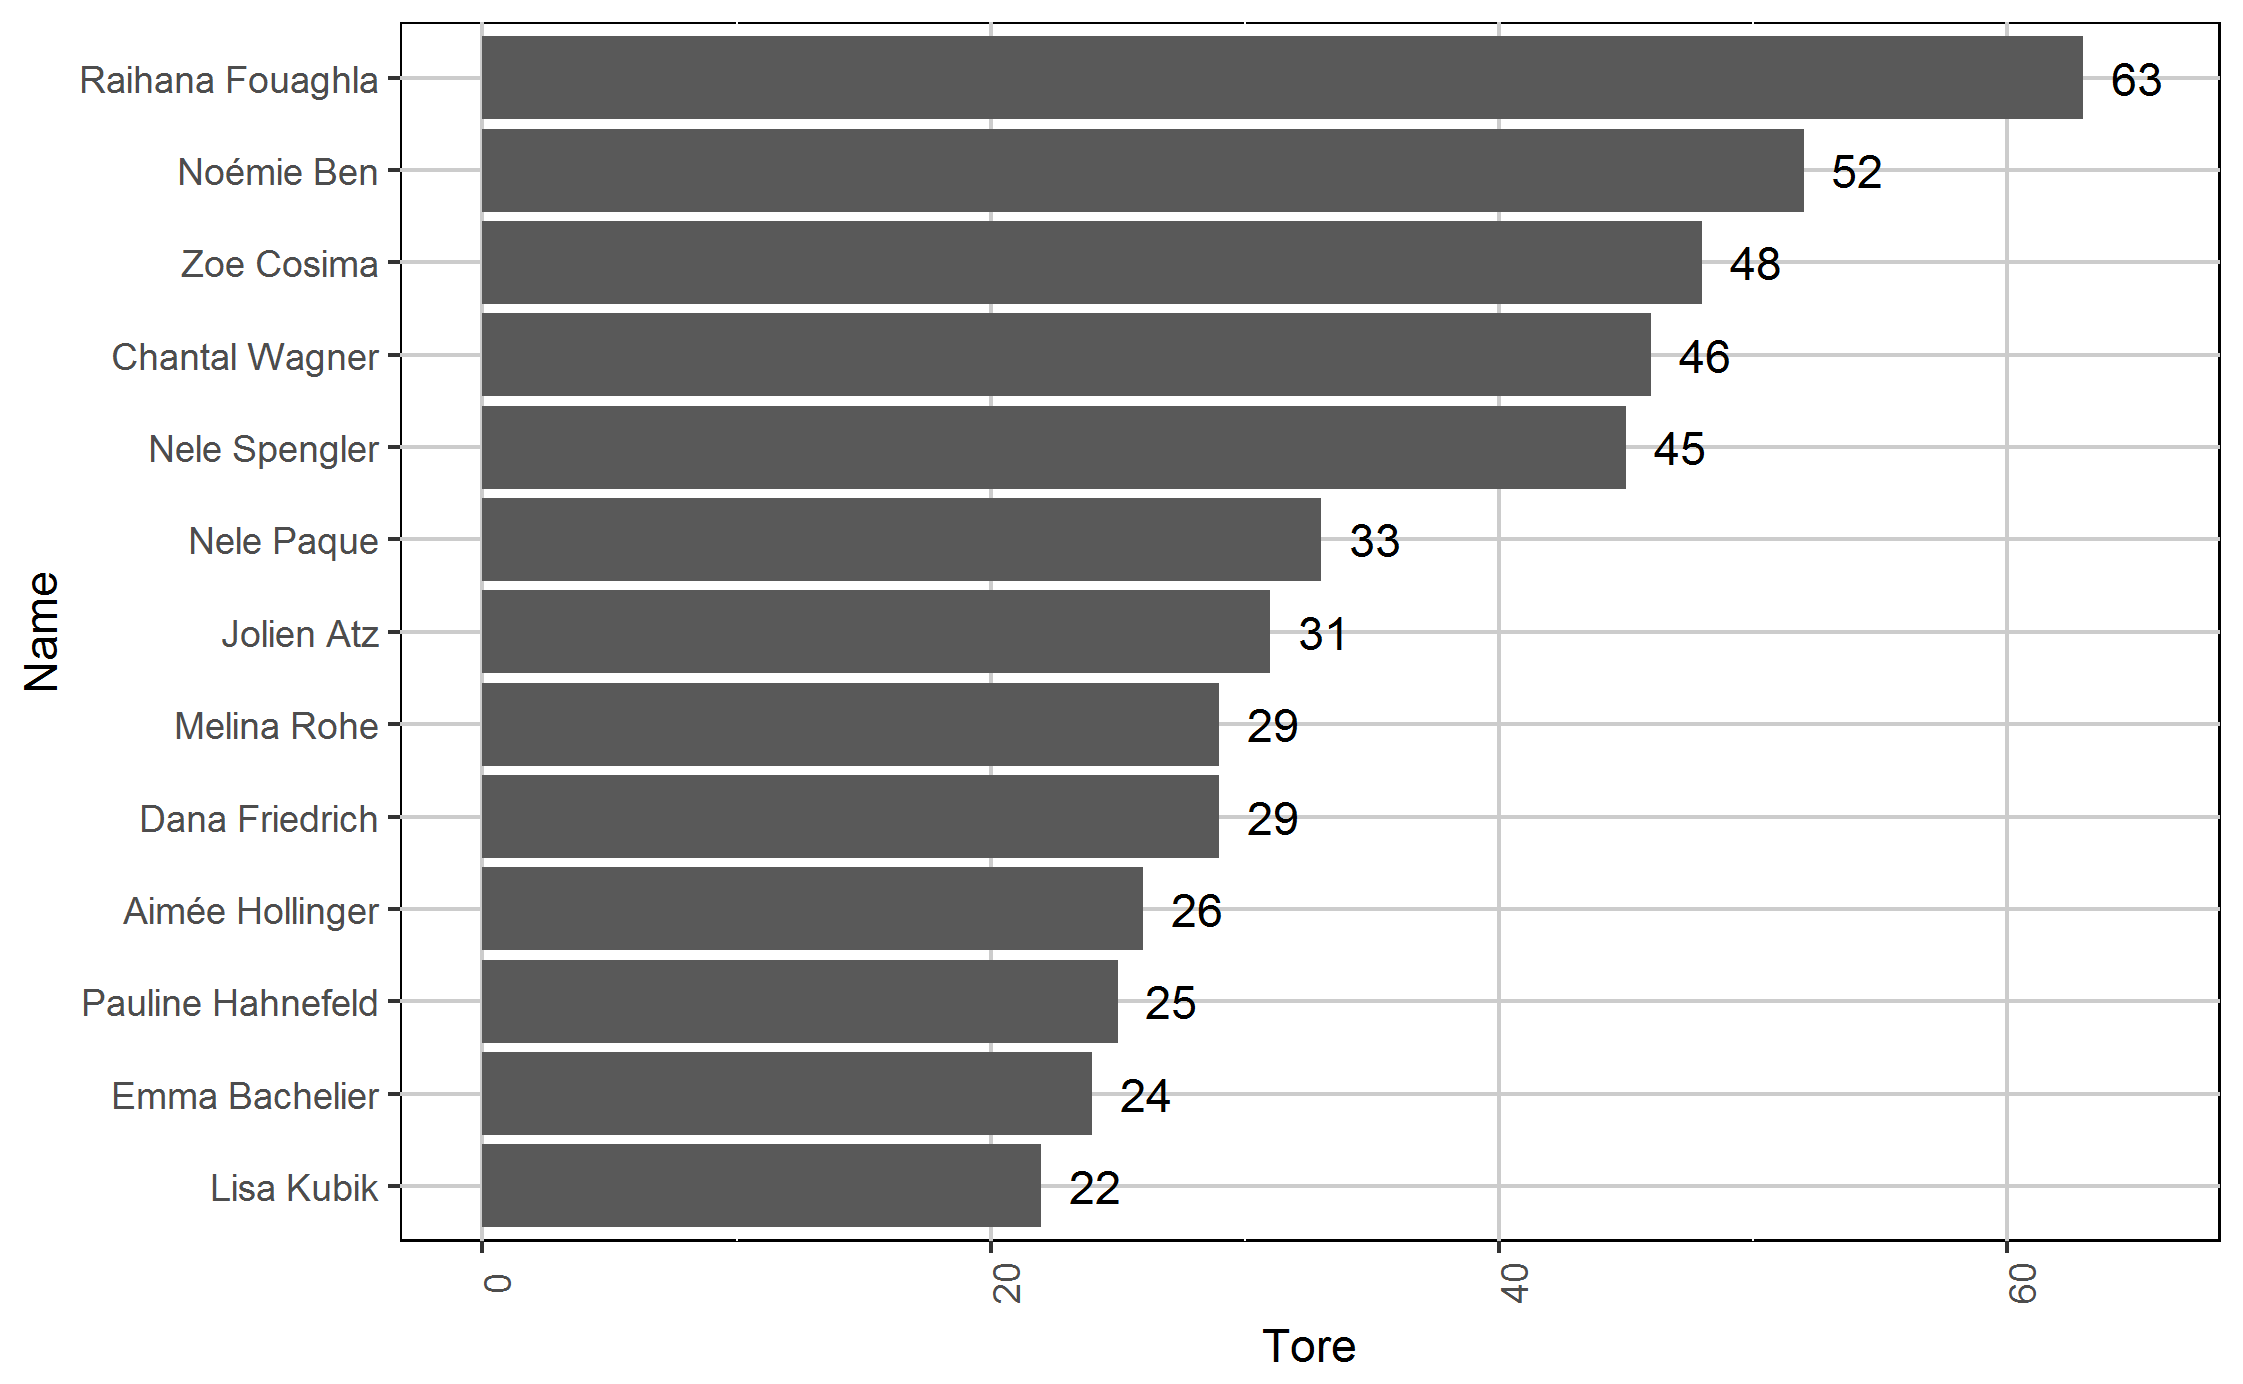 Raihana Fouaghla 63
Noémie Ben 52
Zoe Cosima 48
Chantal Wagner 46
Nele Spengler 45
Nele Paque 33
Jolien Atz 31
Melina Rohe 29
Dana Friedrich 29
Aimée Hollinger 26
Pauline Hahnefeld 25
Emma Bachelier 24
Lisa Kubik 22
Name
0 20 40 60
Tore